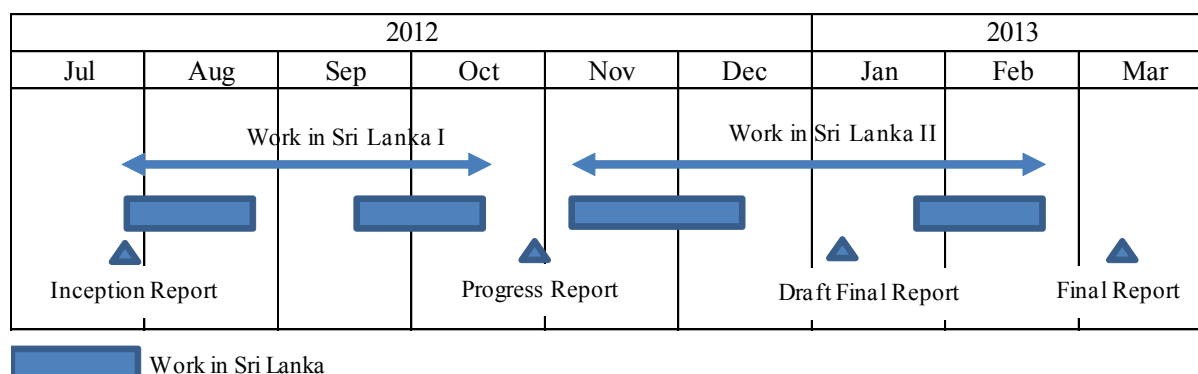 2012 2013
Jul Aug Sep Oct Nov Dec Jan Feb Mar
Work in Sri Lanka I Work in Sri Lanka II
Inception Report Progress Report Draft Final Report Final Report
Work in Sri Lanka